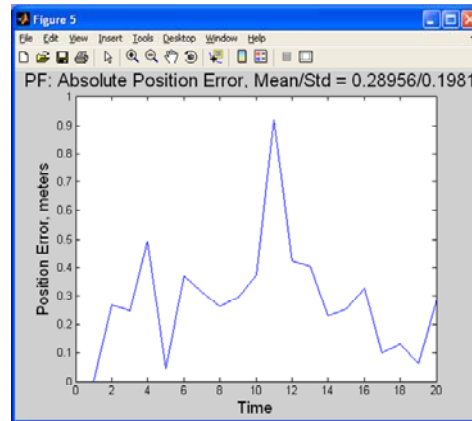 Figure 5
File Edit View Insert Tools Desktop Window Help
PF: Absolute Position Error, Mean/Std = 0.28956/0.1981
1
0.9
0.8
0.7
0.6
0.5
0.4
0.3
0.2
0.1
0
Position Error, meters
0 2 4 6 8 10 12 14 16 18 20
Time